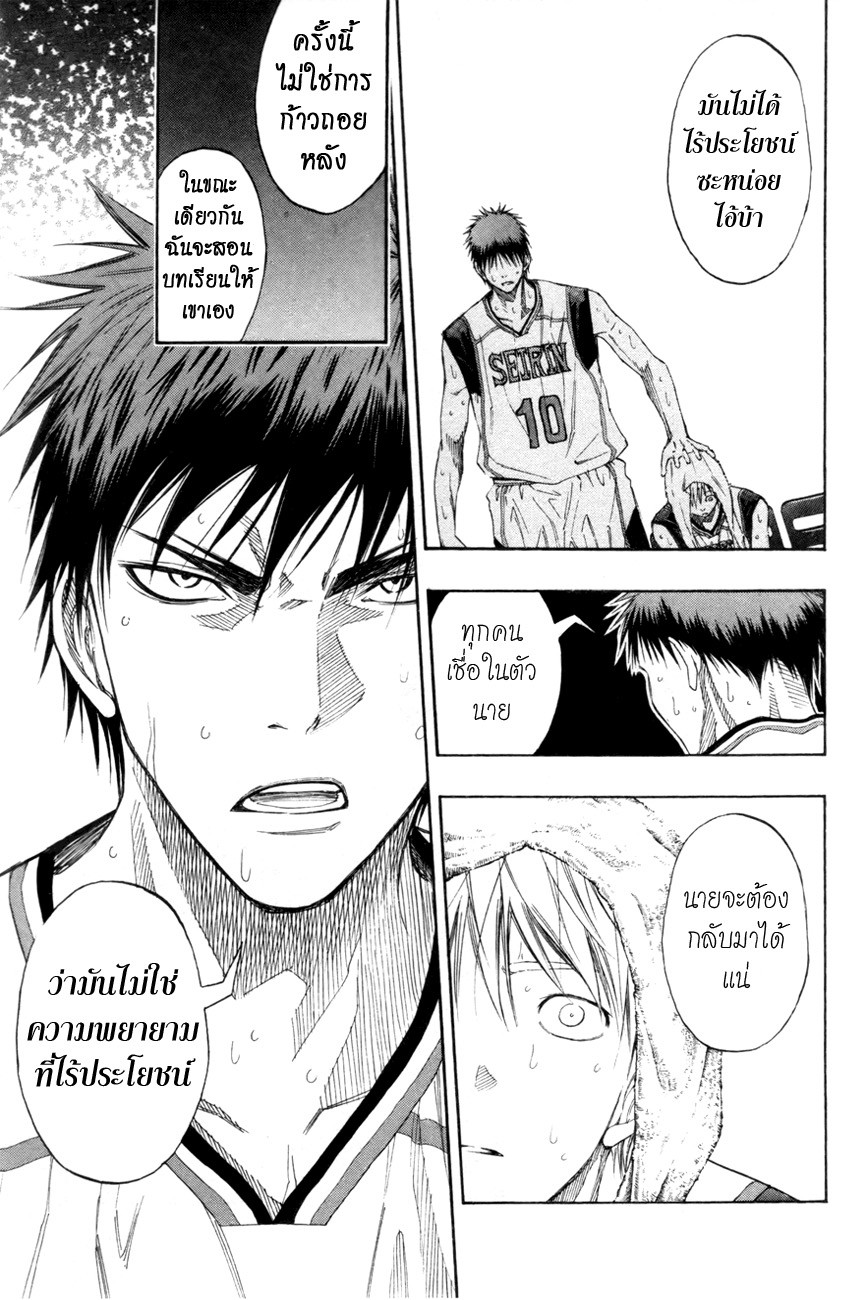 มันไม่ได้
ไร้ประโยชน์
ซะหน่อย
ไอ้บ้า
SEIRIN
10
ทุกคน
เชื่อในตัว
นาย
นายจะต้อง
กลับมาได้
แน่
ครั้งนี้
ไม่ใช่การ
ก้าวถอย
หลัง
ในขณะ
เดียวกัน
ฉันจะสอน
บทเรียนให้
เขาเอง
ว่ามันไม่ใช่
ความพยายาม
ที่ไร้ประโยชน์